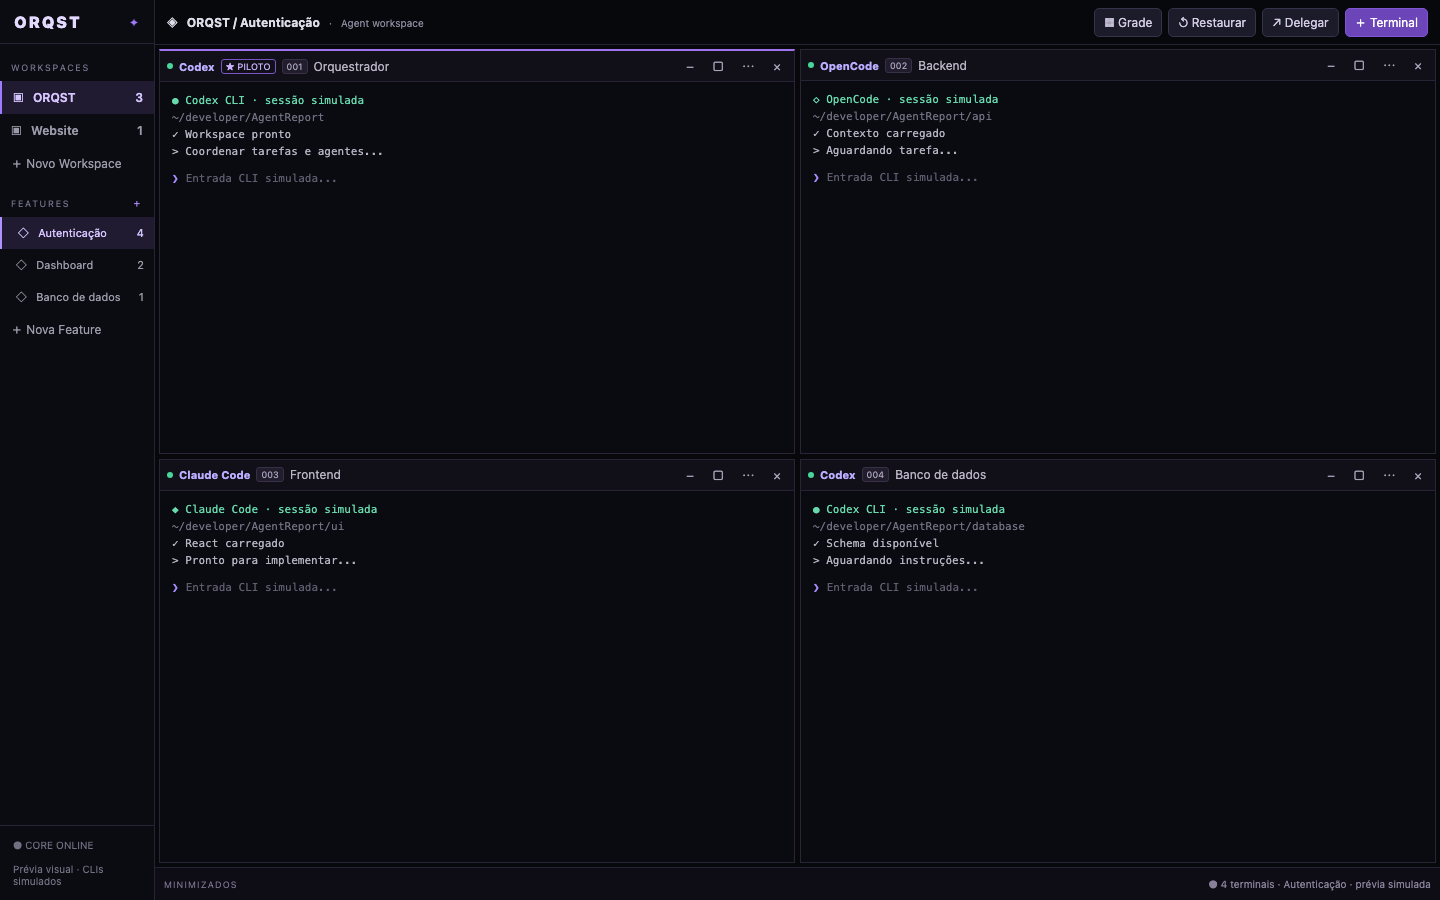 ORQST ✦
WORKSPACES
▣ ORQST 3
▣ Website 1
+ Novo Workspace
FEATURES +
◇ Autenticação 4
◇ Dashboard 2
◇ Banco de dados 1
+ Nova Feature
● CORE ONLINE
Prévia visual · CLIs
simulados
◈ ORQST / Autenticação · Agent workspace
▦ Grade
↺ Restaurar
↗ Delegar
+ Terminal
● Codex ★ PILOTO 001 Orquestrador − □ ··· ×
● Codex CLI · sessão simulada
~/developer/AgentReport
✓ Workspace pronto
> Coordenar tarefas e agentes...
❯ Entrada CLI simulada...
● OpenCode 002 Backend − □ ··· ×
◇ OpenCode · sessão simulada
~/developer/AgentReport/api
✓ Contexto carregado
> Aguardando tarefa...
❯ Entrada CLI simulada...
● Claude Code 003 Frontend − □ ··· ×
◆ Claude Code · sessão simulada
~/developer/AgentReport/ui
✓ React carregado
> Pronto para implementar...
❯ Entrada CLI simulada...
● Codex 004 Banco de dados − □ ··· ×
● Codex CLI · sessão simulada
~/developer/AgentReport/database
✓ Schema disponível
> Aguardando instruções...
❯ Entrada CLI simulada...
MINIMIZADOS
● 4 terminais · Autenticação · prévia simulada